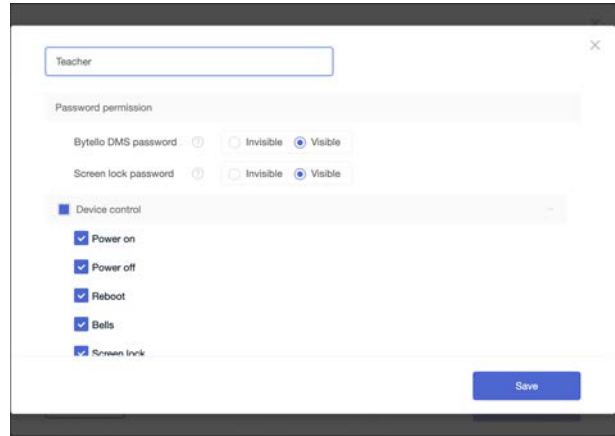 Teacher
Password permission
Bytello DMS password ? Invisible Visible
Screen lock password ? Invisible Visible
Device control
Power on
Power off
Reboot
Bells
Screen lock
Save